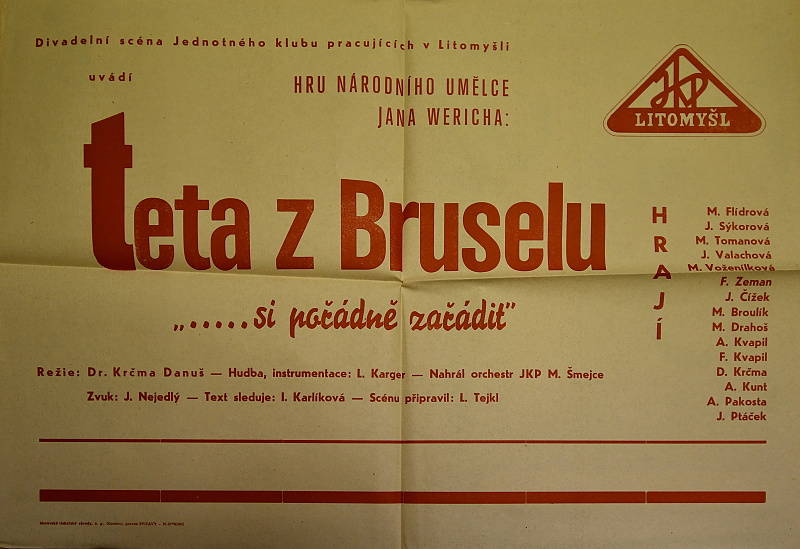 Divadelní scéna Jednotného klubu pracujících v Litomyšli
uvádí
HRU NÁRODNÍHO UMĚLCE
JANA WERICHA:
JKP
LITOMYŠL
teta z Bruselu
„.....si pořádně zařádit"
HRAJÍ
M. Flídrová
J. Sýkorová
M. Tomanová
J. Valachová
M. Voženílková
F. Zeman
J. Čížek
M. Broulík
M. Drahoš
A. Kvapil
F. Kvapil
D. Krčma
A. Kunt
A. Pakosta
J. Ptáček
Režie: Dr. Krčma Danuš — Hudba, instrumentace: L. Karger — Nahrál orchestr JKP M. Šmejce
Zvuk: J. Nejedlý — Text sleduje: I. Karlíková — Scénu připravil: L. Tejkl